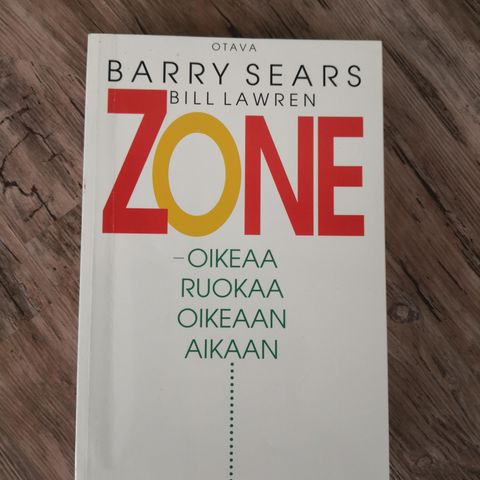 OTAVA
BARRY SEARS
BILL LAWREN
ZONE
–OIKEAA
RUOKAA
OIKEAAN
AIKAAN